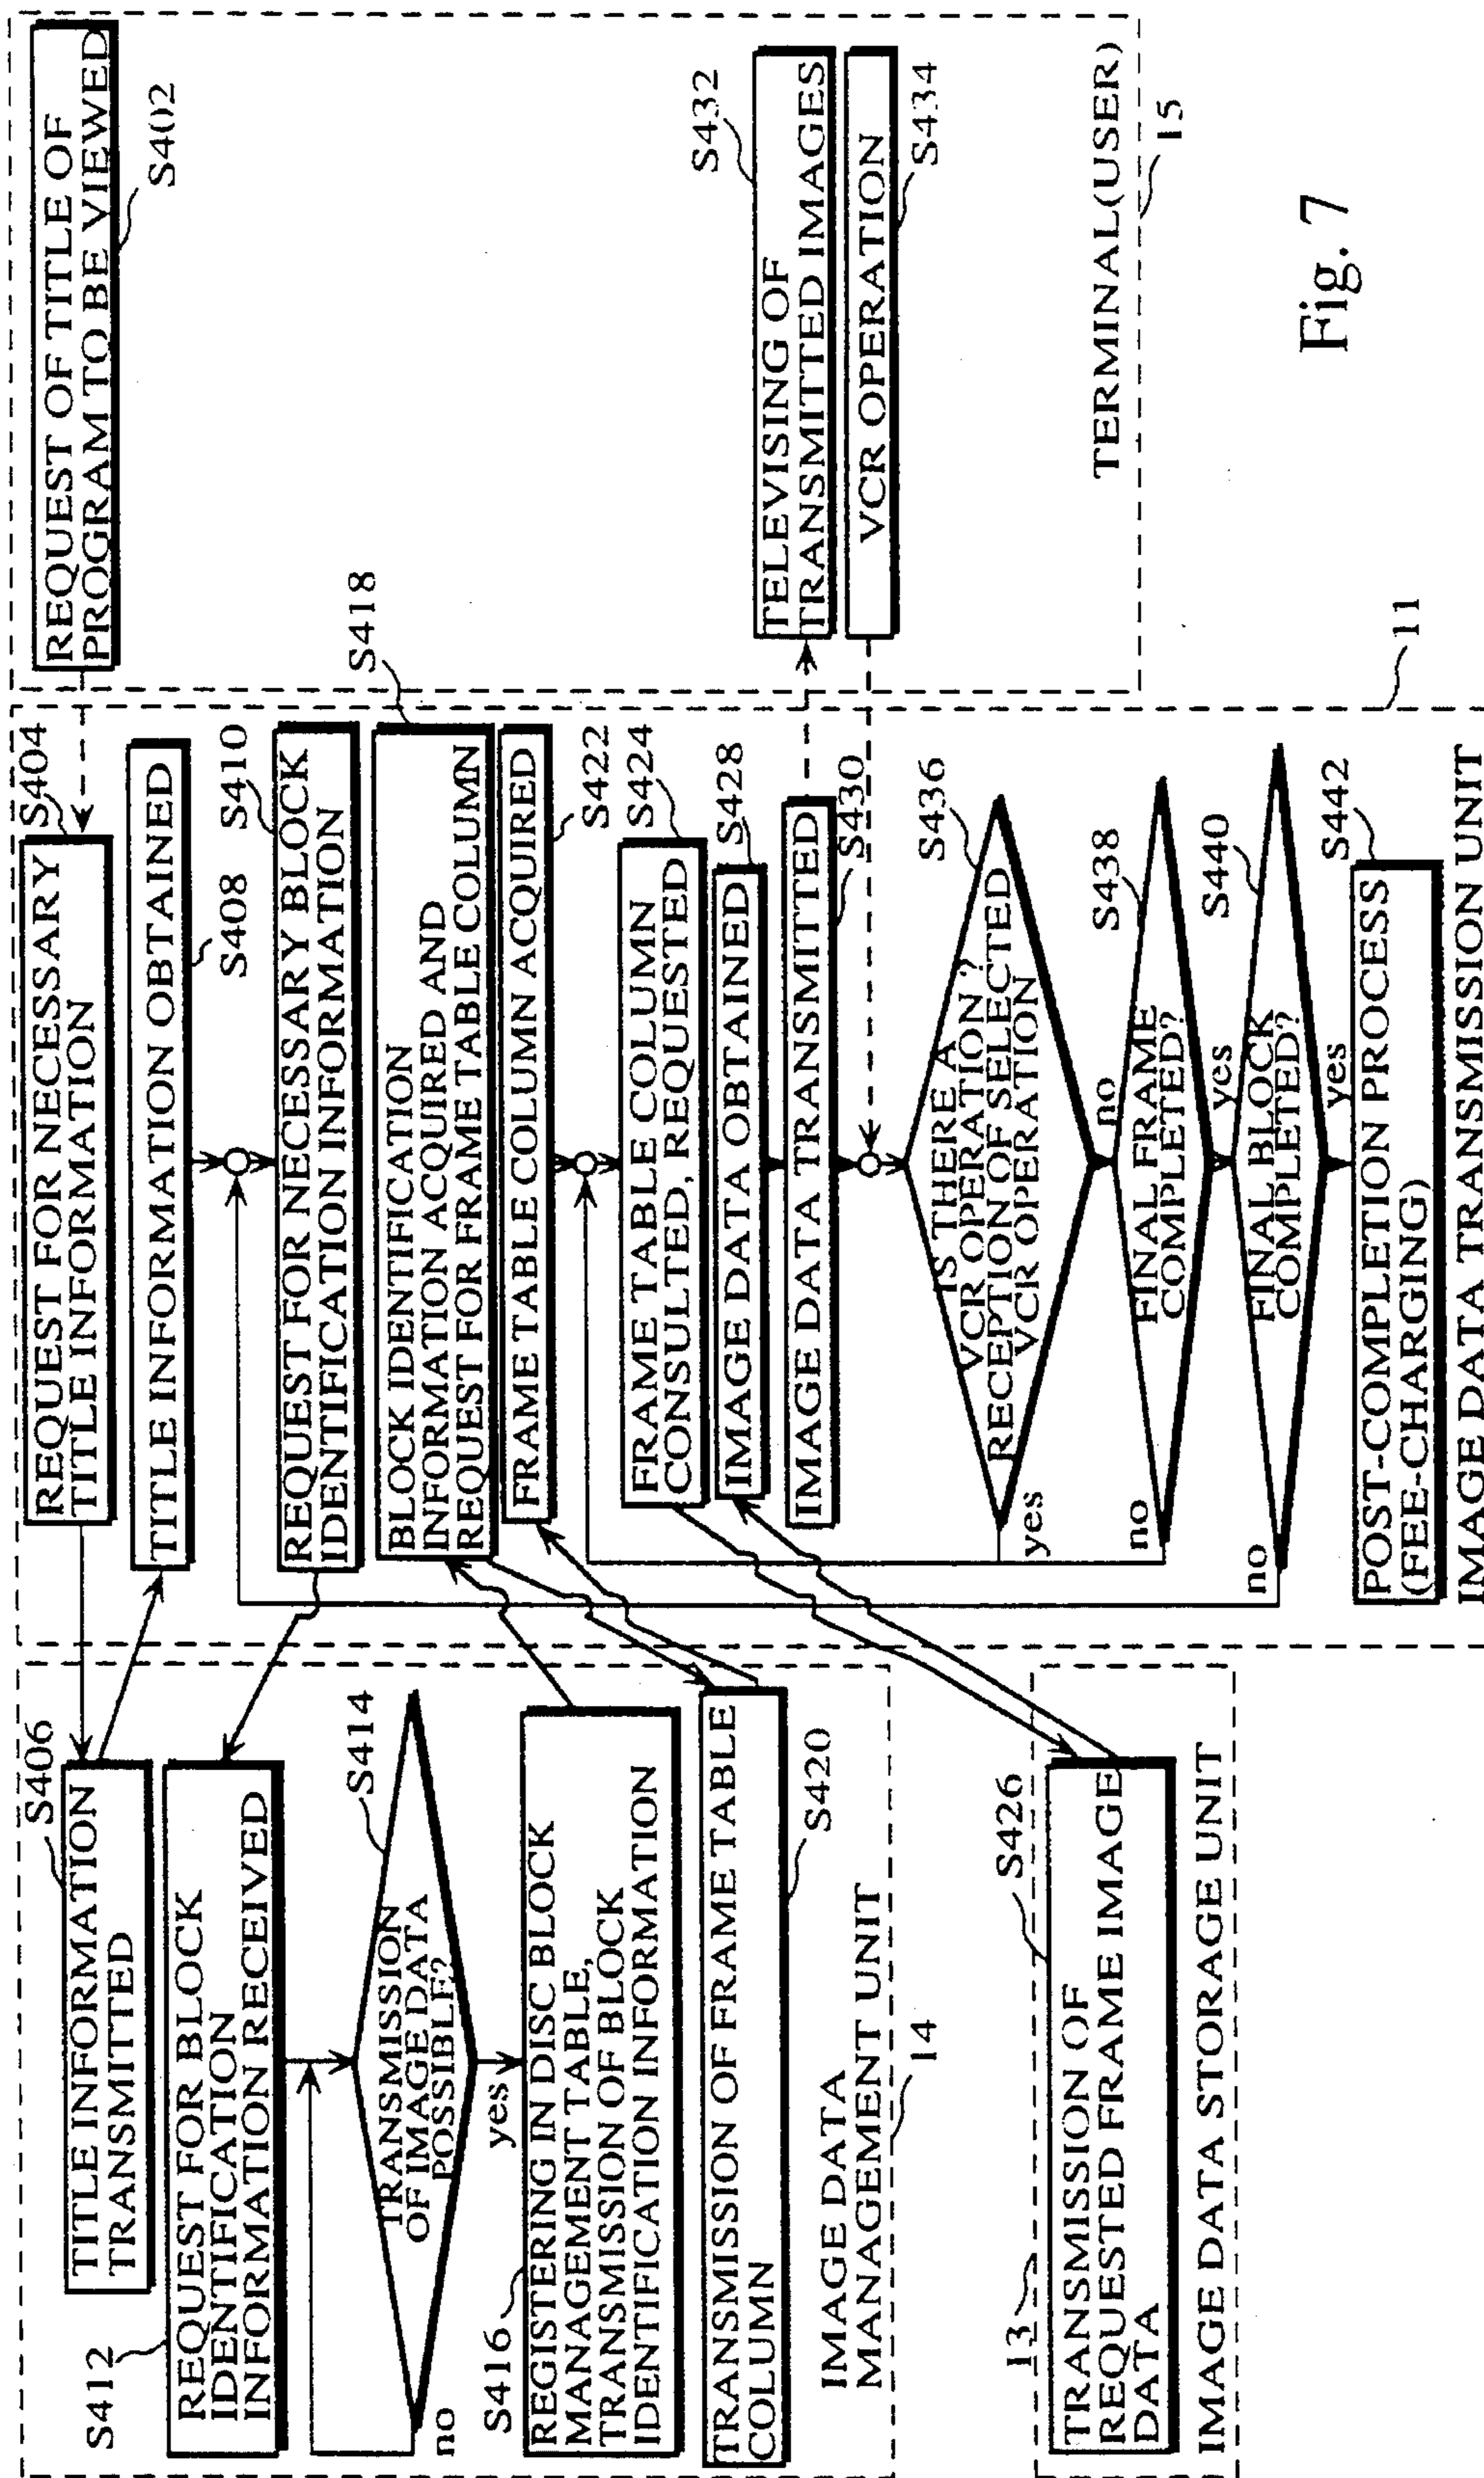 S412
S406
TITLE INFORMATION
TRANSMITTED
REQUEST FOR BLOCK
IDENTIFICATION
INFORMATION RECEIVED
S414
TRANSMISSION
OF IMAGE DATA
POSSIBLE?
no
yes
S416
REGISTERING IN DISC BLOCK
MANAGEMENT TABLE,
TRANSMISSION OF BLOCK
IDENTIFICATION INFORMATION
TRANSMISSION OF FRAME TABLE
COLUMN
S420
IMAGE DATA
MANAGEMENT UNIT
14
13
S426
TRANSMISSION OF
REQUESTED FRAME IMAGE
DATA
IMAGE DATA STORAGE UNIT
S404
REQUEST FOR NECESSARY
TITLE INFORMATION
TITLE INFORMATION OBTAINED
S408
S410
REQUEST FOR NECESSARY BLOCK
IDENTIFICATION INFORMATION
S418
BLOCK IDENTIFICATION
INFORMATION ACQUIRED AND
REQUEST FOR FRAME TABLE COLUMN
FRAME TABLE COLUMN ACQUIRED
S422
FRAME TABLE COLUMN
CONSULTED, REQUESTED
S424
IMAGE DATA OBTAINED
S428
IMAGE DATA TRANSMITTED
S430
IS THERE A
VCR OPERATION?
RECEPTION OF SELECTED
VCR OPERATION
S436
yes
no
FINAL FRAME
COMPLETED?
S438
no
yes
FINAL BLOCK
COMPLETED?
S440
no
yes
POST-COMPLETION PROCESS
(FEE-CHARGING)
S442
IMAGE DATA TRANSMISSION UNIT
11
REQUEST OF TITLE OF
PROGRAM TO BE VIEWED
S402
S432
TELEVISING OF
TRANSMITTED IMAGES
VCR OPERATION
S434
TERMINAL(USER)
15
Fig. 7